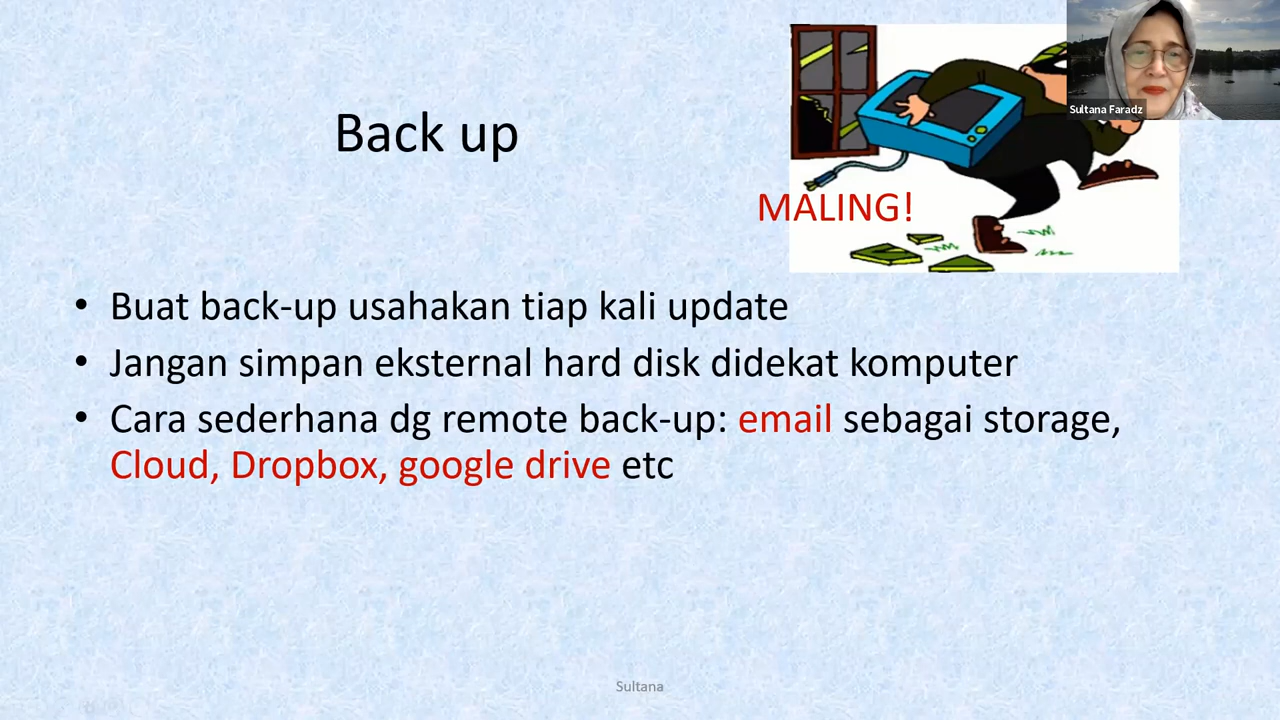 Sultana Faradz
Back up
MALING!
• Buat back-up usahakan tiap kali update
• Jangan simpan eksternal hard disk didekat komputer
• Cara sederhana dg remote back-up: email sebagai storage,
Cloud, Dropbox, google drive etc
Sultana